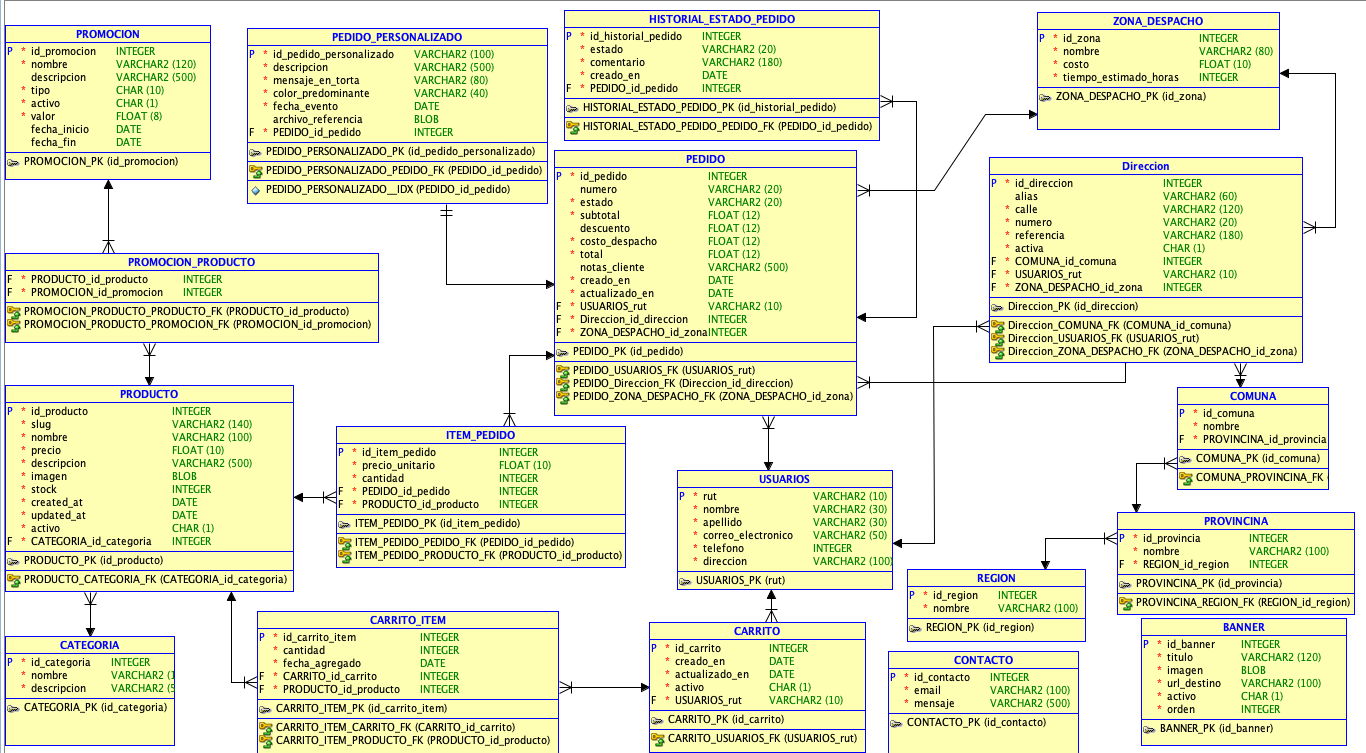 PROMOCION
P * id_promocion INTEGER
* nombre VARCHAR2 (120)
descripcion VARCHAR2 (500)
* tipo CHAR (10)
* activo CHAR (1)
* valor FLOAT (8)
fecha_inicio DATE
fecha_fin DATE
PROMOCION_PK (id_promocion)
PEDIDO_PERSONALIZADO
P * id_pedido_personalizado VARCHAR2 (100)
* descripcion VARCHAR2 (500)
* mensaje_en_torta VARCHAR2 (80)
* color_predominante VARCHAR2 (40)
* fecha_evento DATE
archivo_referencia BLOB
F * PEDIDO_id_pedido INTEGER
PEDIDO_PERSONALIZADO_PK (id_pedido_personalizado)
PEDIDO_PERSONALIZADO_PEDIDO_FK (PEDIDO_id_pedido)
PEDIDO_PERSONALIZADO__IDX (PEDIDO_id_pedido)
HISTORIAL_ESTADO_PEDIDO
P * id_historial_pedido INTEGER
* estado VARCHAR2 (20)
* comentario VARCHAR2 (180)
* creado_en DATE
F * PEDIDO_id_pedido INTEGER
HISTORIAL_ESTADO_PEDIDO_PK (id_historial_pedido)
HISTORIAL_ESTADO_PEDIDO_PEDIDO_FK (PEDIDO_id_pedido)
ZONA_DESPACHO
P * id_zona INTEGER
* nombre VARCHAR2 (80)
* costo FLOAT (10)
* tiempo_estimado_horas INTEGER
ZONA_DESPACHO_PK (id_zona)
PEDIDO
P * id_pedido INTEGER
numero VARCHAR2 (20)
* estado VARCHAR2 (20)
* subtotal FLOAT (12)
descuento FLOAT (12)
* costo_despacho FLOAT (12)
* total FLOAT (12)
notas_cliente VARCHAR2 (500)
* creado_en DATE
* actualizado_en DATE
F * USUARIOS_rut VARCHAR2 (10)
F * Direccion_id_direccion INTEGER
F * ZONA_DESPACHO_id_zona INTEGER
PEDIDO_PK (id_pedido)
PEDIDO_USUARIOS_FK (USUARIOS_rut)
PEDIDO_Direccion_FK (Direccion_id_direccion)
PEDIDO_ZONA_DESPACHO_FK (ZONA_DESPACHO_id_zona)
Direccion
P * id_direccion INTEGER
alias VARCHAR2 (60)
* calle VARCHAR2 (120)
* numero VARCHAR2 (20)
* referencia VARCHAR2 (180)
* activa CHAR (1)
F * COMUNA_id_comuna INTEGER
F * USUARIOS_rut VARCHAR2 (10)
F * ZONA_DESPACHO_id_zona INTEGER
Direccion_PK (id_direccion)
Direccion_COMUNA_FK (COMUNA_id_comuna)
Direccion_USUARIOS_FK (USUARIOS_rut)
Direccion_ZONA_DESPACHO_FK (ZONA_DESPACHO_id_zona)
PROMOCION_PRODUCTO
F * PRODUCTO_id_producto INTEGER
F * PROMOCION_id_promocion INTEGER
PROMOCION_PRODUCTO_PRODUCTO_FK (PRODUCTO_id_producto)
PROMOCION_PRODUCTO_PROMOCION_FK (PROMOCION_id_promocion)
PRODUCTO
P * id_producto INTEGER
* slug VARCHAR2 (140)
* nombre VARCHAR2 (100)
* precio FLOAT (10)
* descripcion VARCHAR2 (500)
* imagen BLOB
* stock INTEGER
* created_at DATE
* updated_at DATE
* activo CHAR (1)
F * CATEGORIA_id_categoria INTEGER
PRODUCTO_PK (id_producto)
PRODUCTO_CATEGORIA_FK (CATEGORIA_id_categoria)
ITEM_PEDIDO
P * id_item_pedido INTEGER
* precio_unitario FLOAT (10)
* cantidad INTEGER
F * PEDIDO_id_pedido INTEGER
F * PRODUCTO_id_producto INTEGER
ITEM_PEDIDO_PK (id_item_pedido)
ITEM_PEDIDO_PEDIDO_FK (PEDIDO_id_pedido)
ITEM_PEDIDO_PRODUCTO_FK (PRODUCTO_id_producto)
USUARIOS
P * rut VARCHAR2 (10)
* nombre VARCHAR2 (30)
* apellido VARCHAR2 (30)
* correo_electronico VARCHAR2 (50)
* telefono INTEGER
* direccion VARCHAR2 (100)
USUARIOS_PK (rut)
COMUNA
P * id_comuna
* nombre
F * PROVINCINA_id_provincia
COMUNA_PK (id_comuna)
COMUNA_PROVINCINA_FK
PROVINCINA
P * id_provincia INTEGER
* nombre VARCHAR2 (100)
F * REGION_id_region INTEGER
PROVINCINA_PK (id_provincia)
PROVINCINA_REGION_FK (REGION_id_region)
REGION
P * id_region INTEGER
* nombre VARCHAR2 (100)
REGION_PK (id_region)
CATEGORIA
P * id_categoria INTEGER
* nombre VARCHAR2 (1
* descripcion VARCHAR2 (5
CATEGORIA_PK (id_categoria)
CARRITO_ITEM
P * id_carrito_item INTEGER
* cantidad INTEGER
* fecha_agregado DATE
F * CARRITO_id_carrito INTEGER
F * PRODUCTO_id_producto INTEGER
CARRITO_ITEM_PK (id_carrito_item)
CARRITO_ITEM_CARRITO_FK (CARRITO_id_carrito)
CARRITO_ITEM_PRODUCTO_FK (PRODUCTO_id_producto)
CARRITO
P * id_carrito INTEGER
* creado_en DATE
* actualizado_en DATE
* activo CHAR (1)
F * USUARIOS_rut VARCHAR2 (10)
CARRITO_PK (id_carrito)
CARRITO_USUARIOS_FK (USUARIOS_rut)
CONTACTO
P * id_contacto INTEGER
* email VARCHAR2 (100)
* mensaje VARCHAR2 (500)
CONTACTO_PK (id_contacto)
BANNER
P * id_banner INTEGER
* titulo VARCHAR2 (120)
* imagen BLOB
* url_destino VARCHAR2 (100)
* activo CHAR (1)
* orden INTEGER
BANNER_PK (id_banner)